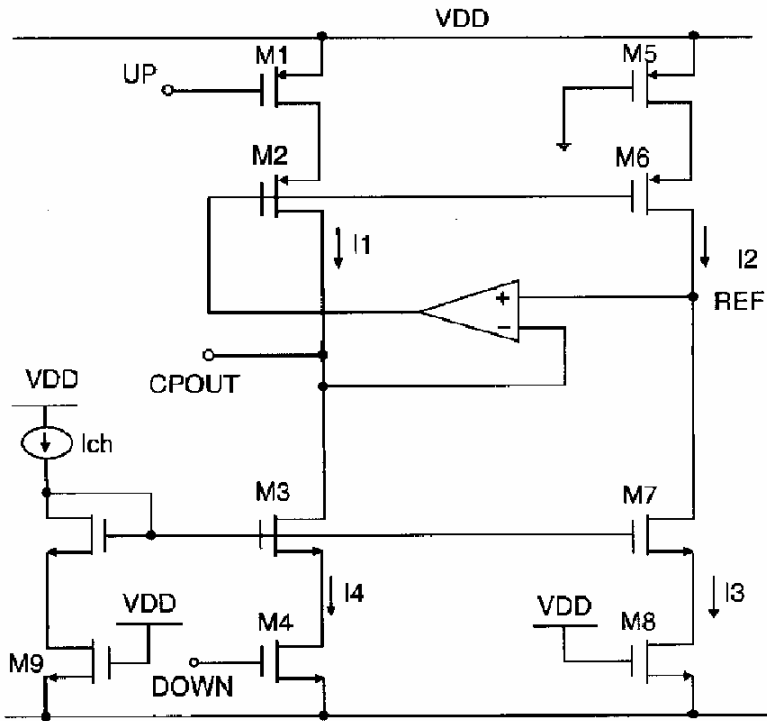 VDD
M1
M5
UP
M2
M6
I1
I2
+
REF
−
CPOUT
VDD
Ich
M3
M7
I4
I3
VDD
VDD
M4
M8
M9
DOWN